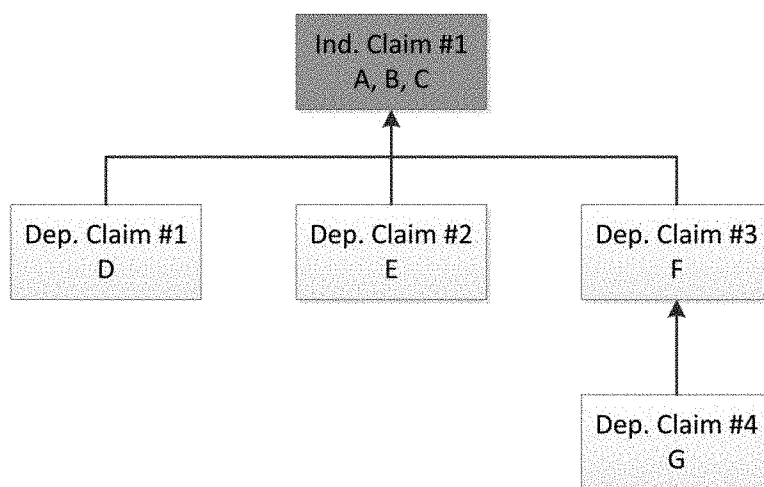 Ind. Claim #1
A, B, C
Dep. Claim #1
D
Dep. Claim #2
E
Dep. Claim #3
F
Dep. Claim #4
G